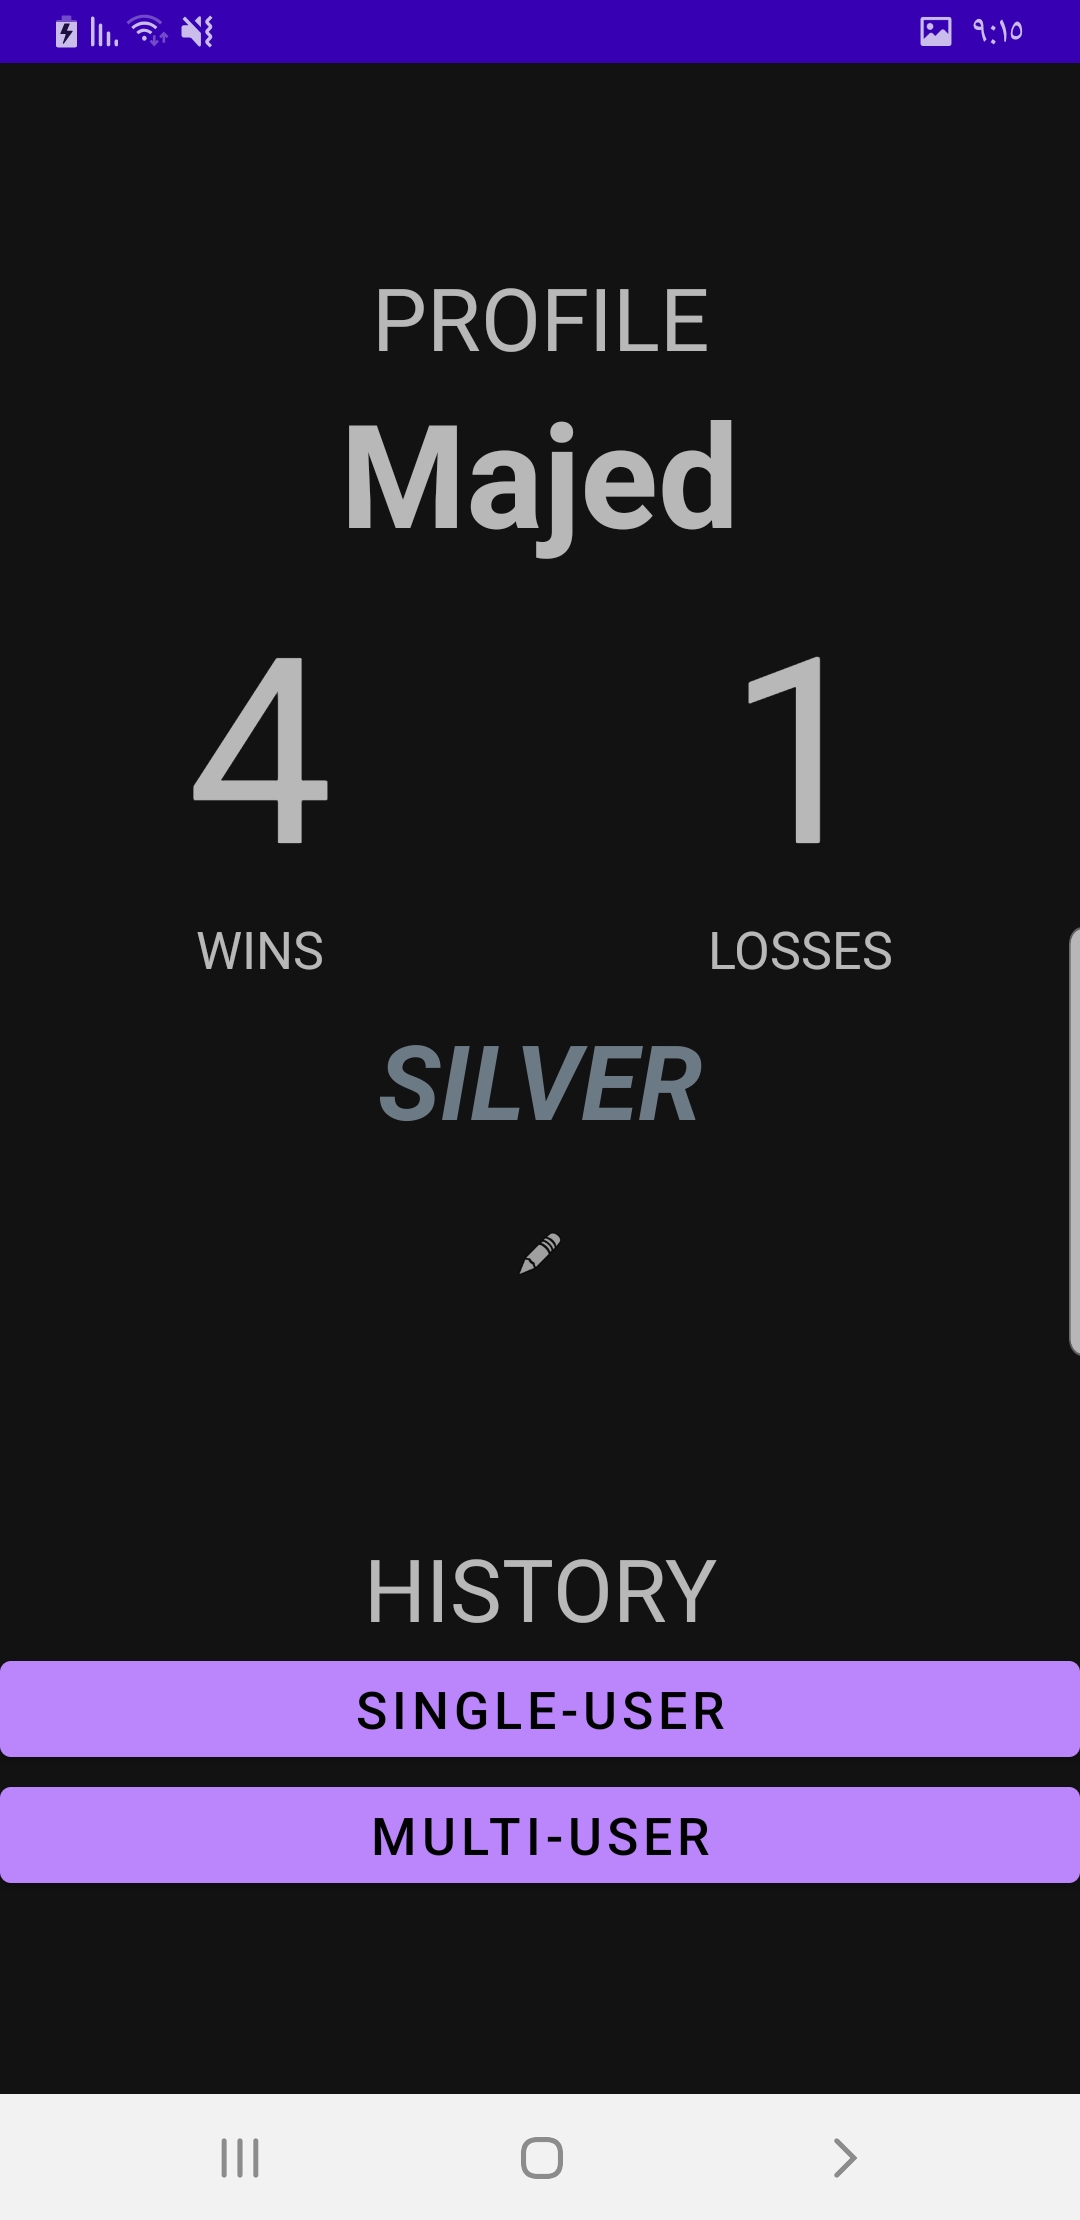 ٩:١٥
PROFILE
Majed
4 1
WINS LOSSES
SILVER
HISTORY
SINGLE-USER
MULTI-USER